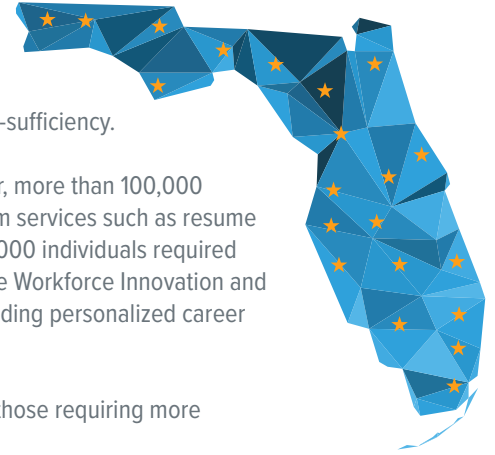 -sufficiency.
, more than 100,000
services such as resume
000 individuals required
Workforce Innovation and
ding personalized career
those requiring more